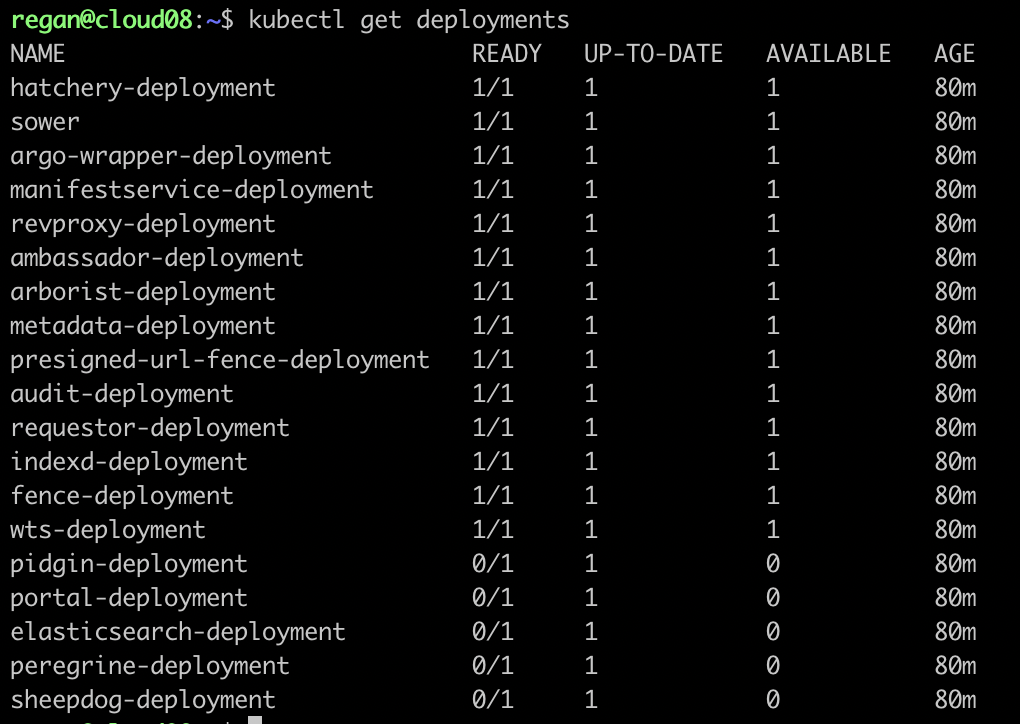 regan@cloud08:~$ kubectl get deployments
NAME READY UP-TO-DATE AVAILABLE AGE
hatchery-deployment 1/1 1 1 80m
sower 1/1 1 1 80m
argo-wrapper-deployment 1/1 1 1 80m
manifestservice-deployment 1/1 1 1 80m
revproxy-deployment 1/1 1 1 80m
ambassador-deployment 1/1 1 1 80m
arborist-deployment 1/1 1 1 80m
metadata-deployment 1/1 1 1 80m
presigned-url-fence-deployment 1/1 1 1 80m
audit-deployment 1/1 1 1 80m
requestor-deployment 1/1 1 1 80m
indexd-deployment 1/1 1 1 80m
fence-deployment 1/1 1 1 80m
wts-deployment 1/1 1 1 80m
pidgin-deployment 0/1 1 0 80m
portal-deployment 0/1 1 0 80m
elasticsearch-deployment 0/1 1 0 80m
peregrine-deployment 0/1 1 0 80m
sheepdog-deployment 0/1 1 0 80m